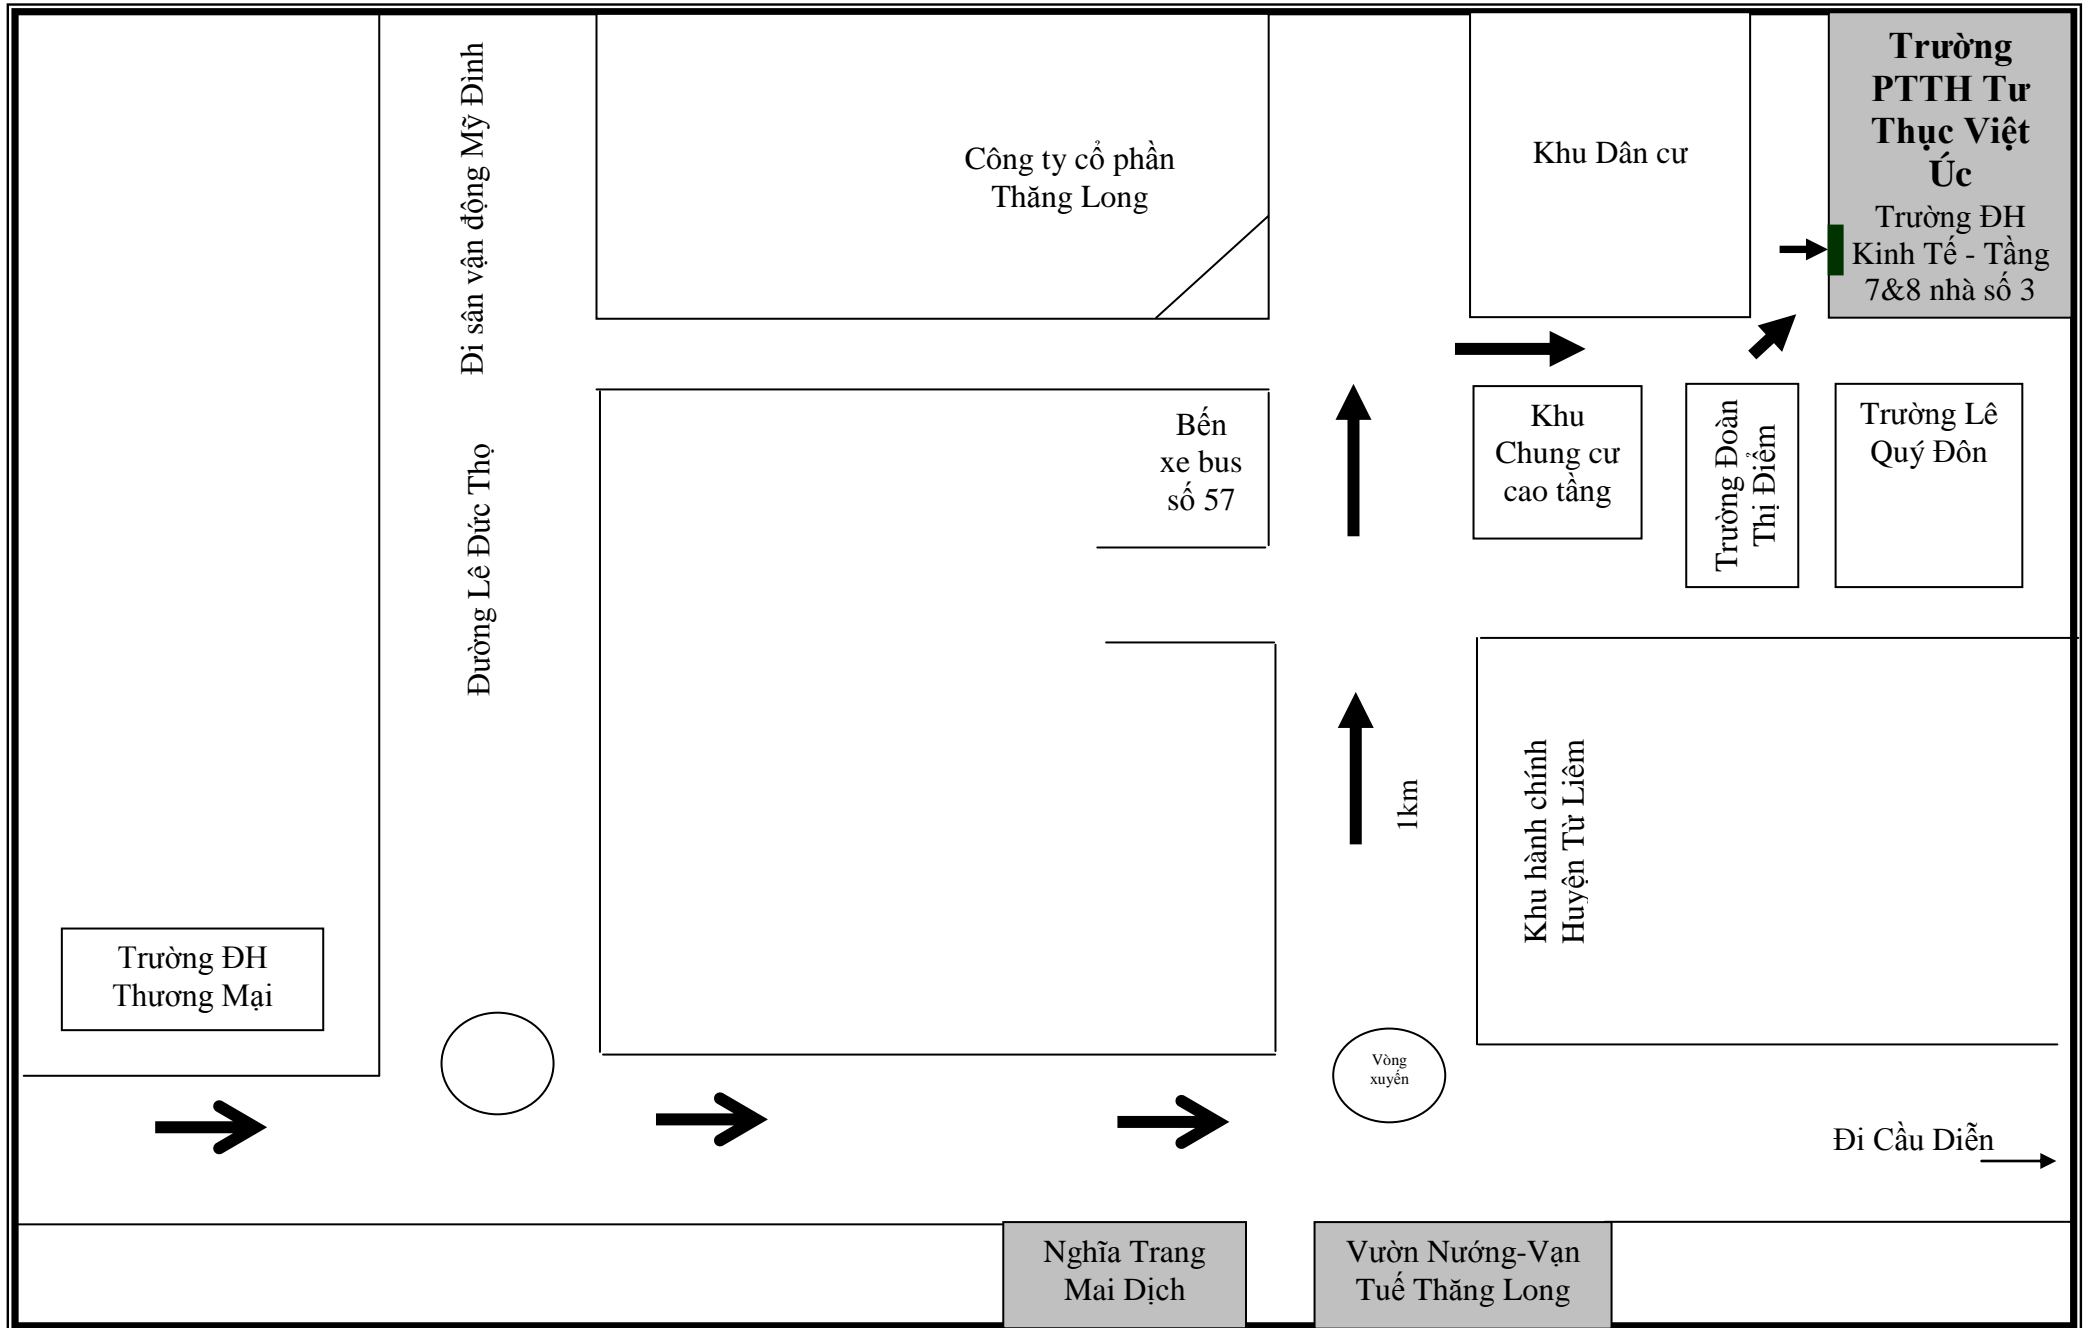 Đi sân vận động Mỹ Đình
Đường Lê Đức Thọ
Công ty cổ phần
Thăng Long
Khu Dân cư
Trường
PTTH Tư
Thục Việt
Úc
Trường ĐH
Kinh Tế - Tầng
7&8 nhà số 3
Bến
xe bus
số 57
Khu
Chung cư
cao tầng
Trường Đoàn
Thị Điểm
Trường Lê
Quý Đôn
1km
Khu hành chính
Huyện Từ Liêm
Trường ĐH
Thương Mại
Vòng
xuyến
Đi Cầu Diễn
Nghĩa Trang
Mai Dịch
Vườn Nướng-Vạn
Tuế Thăng Long